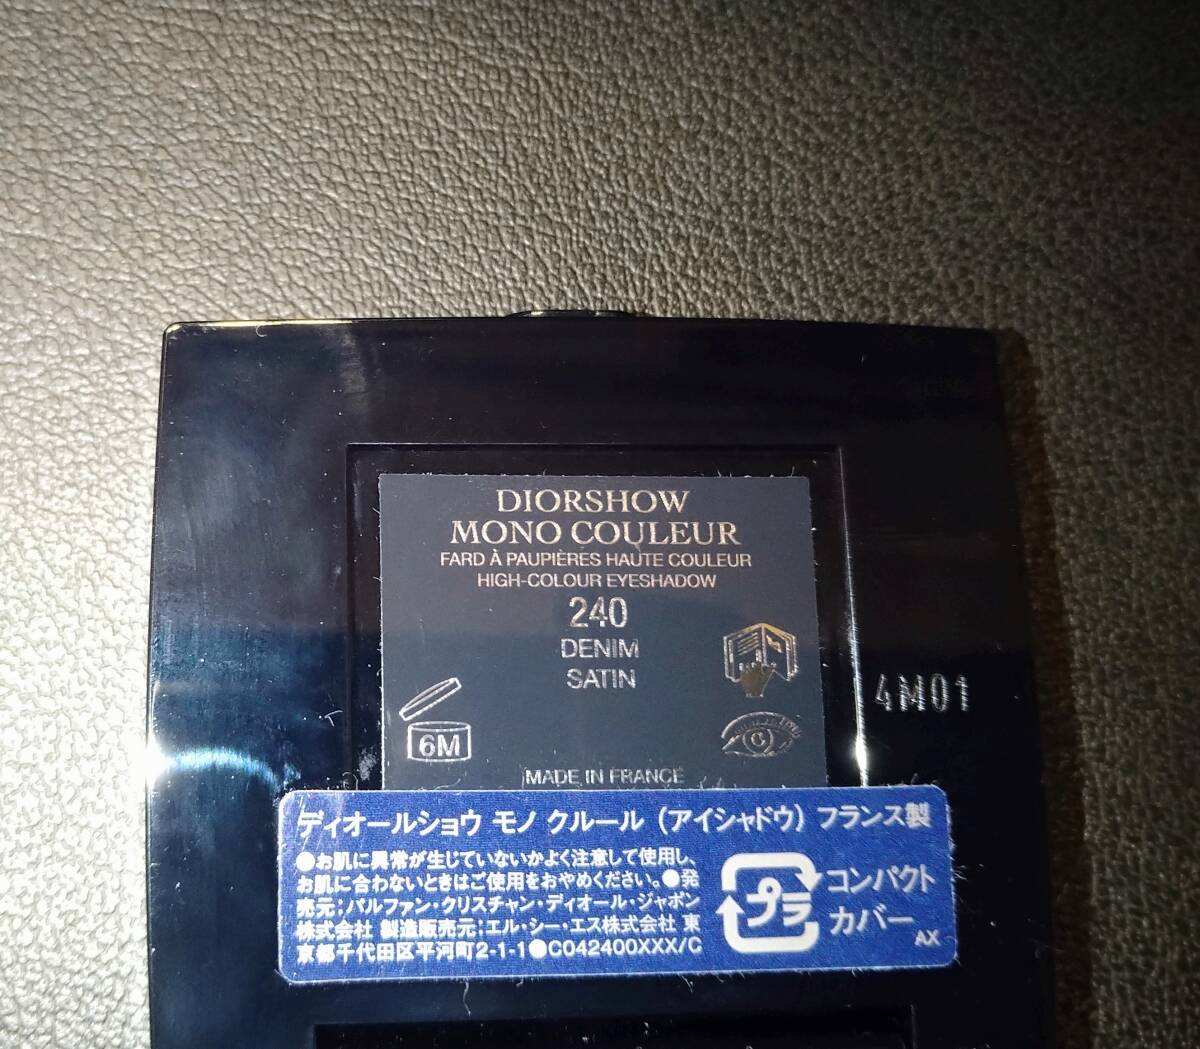 DIORSHOW
MONO COULEUR
FARD À PAUPIÈRES HAUTE COULEUR
HIGH-COLOUR EYESHADOW
240
DENIM
SATIN
4M01
6M
MADE IN FRANCE
ディオールショウ モノ クルール (アイシャドウ) フランス製
●お肌に異常が生じていないかよく注意して使用し、
お肌に合わないときはご使用をおやめください。●発
売元:パルファン・クリスチャン・ディオール・ジャポン
株式会社 製造販売元:エル・シー・エス株式会社 東
京都千代田区平河町2-1-1●C042400XXX/C
プラ
コンパクト
カバー
AX